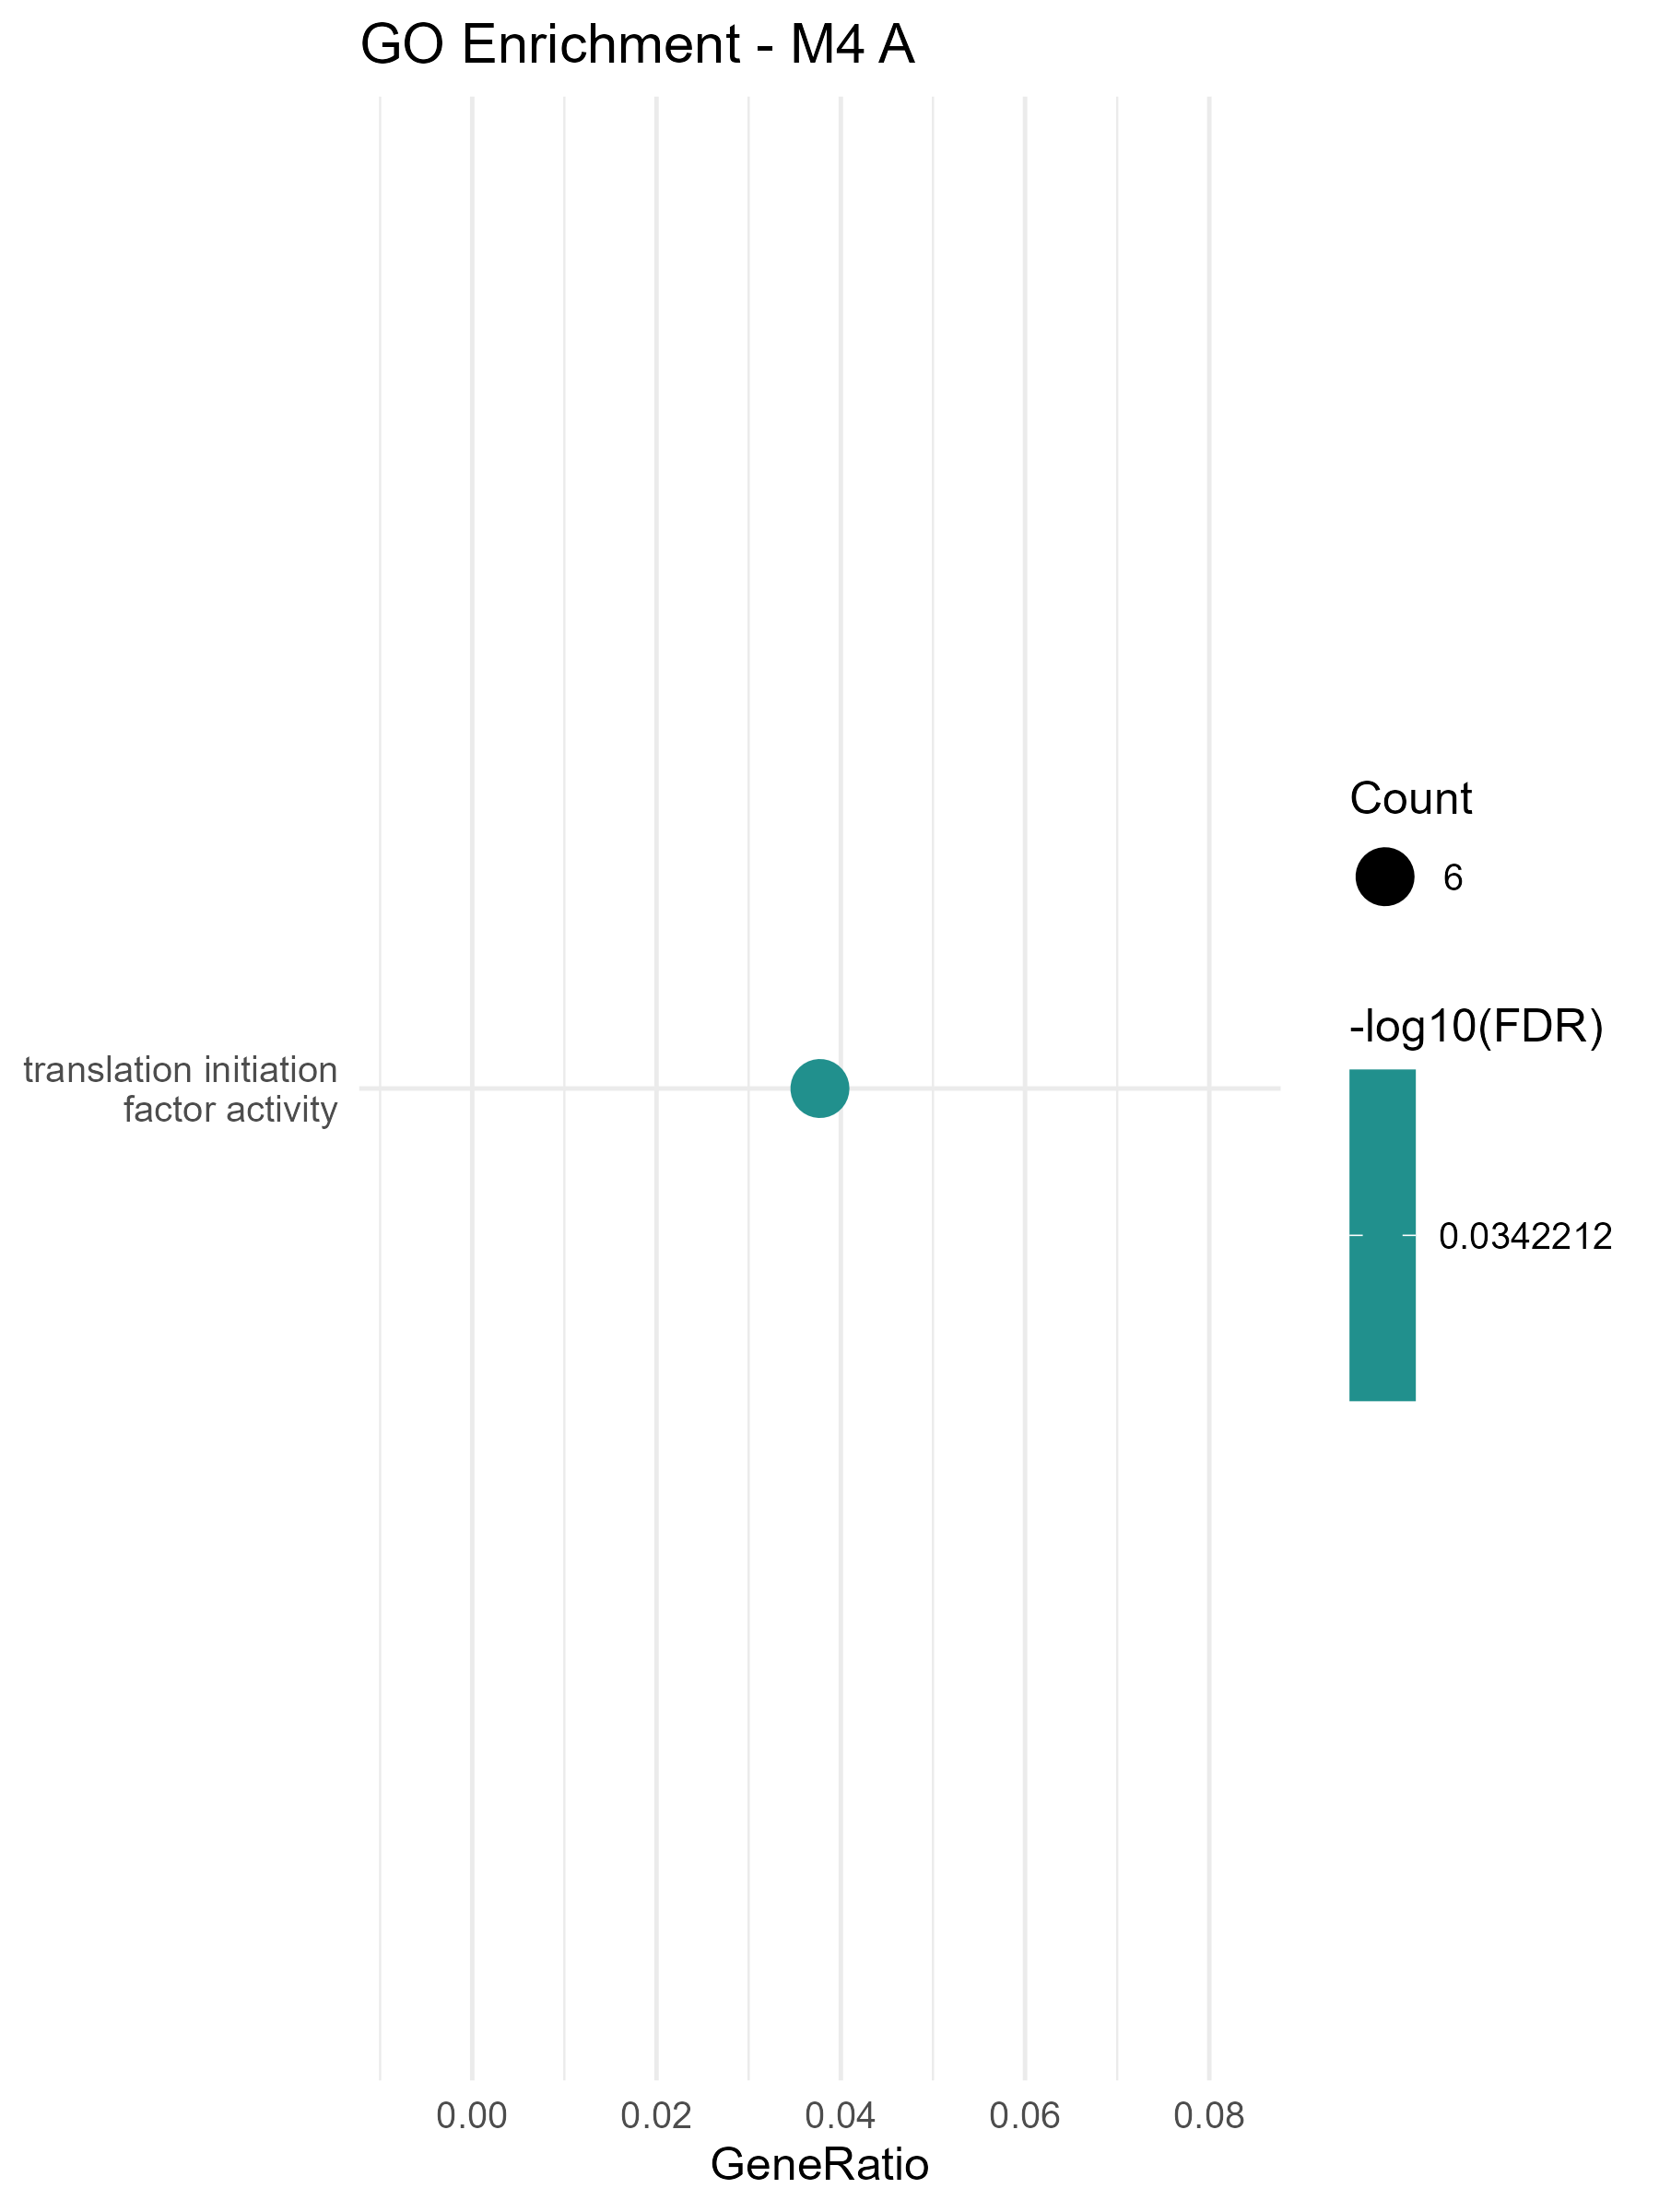 GO Enrichment - M4 A
translation initiation
factor activity
Count
6
-log10(FDR)
0.0342212
0.00
0.02
0.04
0.06
0.08
GeneRatio